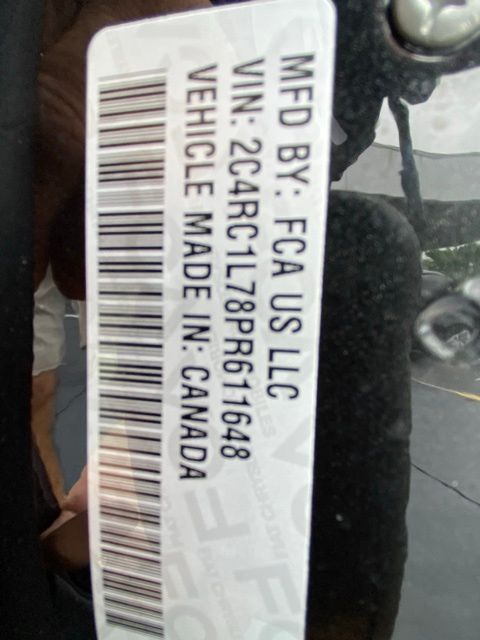 MFD BY: FCA US LLC
VIN: 2C4RC1L78PR611648
VEHICLE MADE IN: CANADA